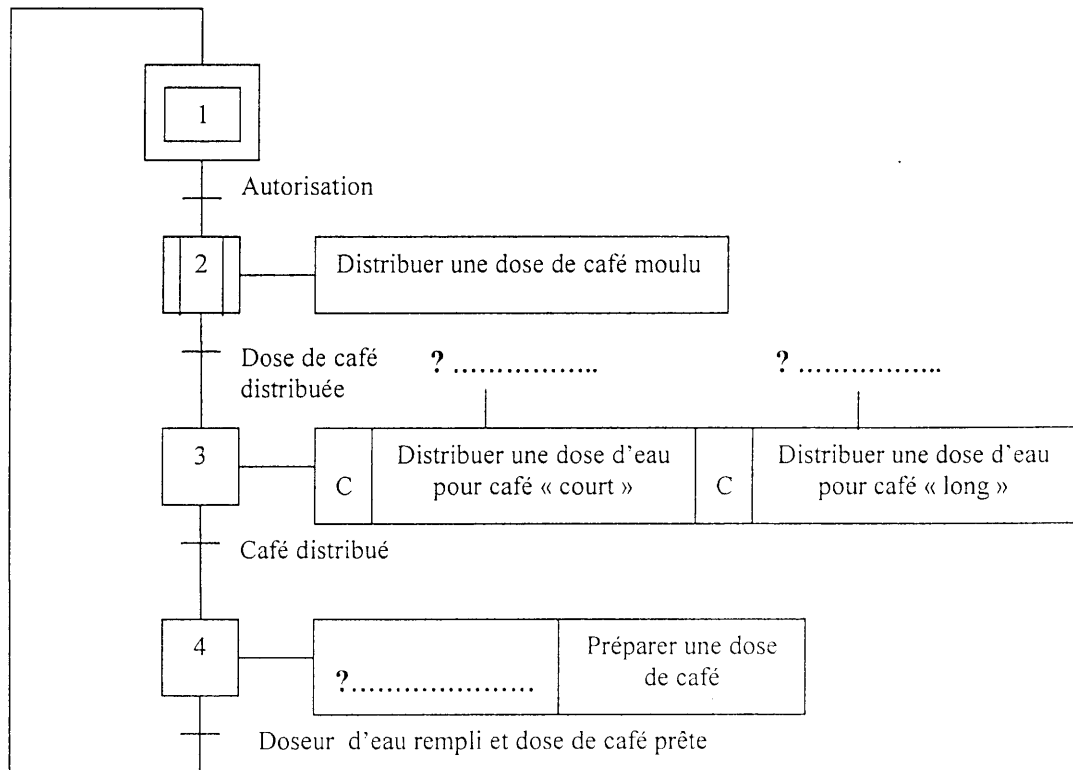 1
Autorisation
2
Distribuer une dose de café moulu
Dose de café
distribuée
? ................
? ................
3
C
Distribuer une dose d'eau
pour café « court »
C
Distribuer une dose d'eau
pour café « long »
Café distribué
4
?......................
Préparer une dose
de café
Doseur d'eau rempli et dose de café prête